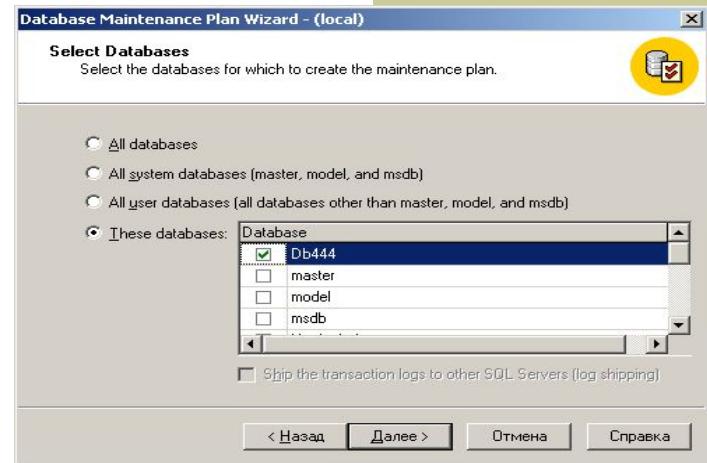 Database Maintenance Plan Wizard - (local)
Select Databases
Select the databases for which to create the maintenance plan.
All databases
All system databases (master, model, and msdb)
All user databases (all databases other than master, model, and msdb)
These databases:
Database
Db444
master
model
msdb
Ship the transaction logs to other SQL Servers (log shipping)
< Назад
Далее >
Отмена
Справка